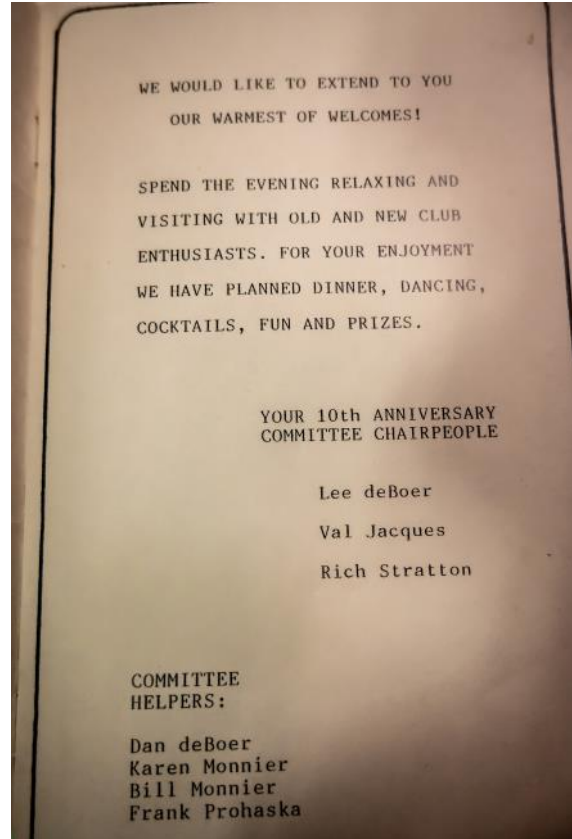 WE WOULD LIKE TO EXTEND TO YOU
OUR WARMEST OF WELCOMES!
SPEND THE EVENING RELAXING AND
VISITING WITH OLD AND NEW CLUB
ENTHUSIASTS. FOR YOUR ENJOYMENT
WE HAVE PLANNED DINNER, DANCING,
COCKTAILS, FUN AND PRIZES.
YOUR 10th ANNIVERSARY
COMMITTEE CHAIRPEOPLE
Lee deBoer
Val Jacques
Rich Stratton
COMMITTEE
HELPERS:
Dan deBoer
Karen Monnier
Bill Monnier
Frank Prohaska